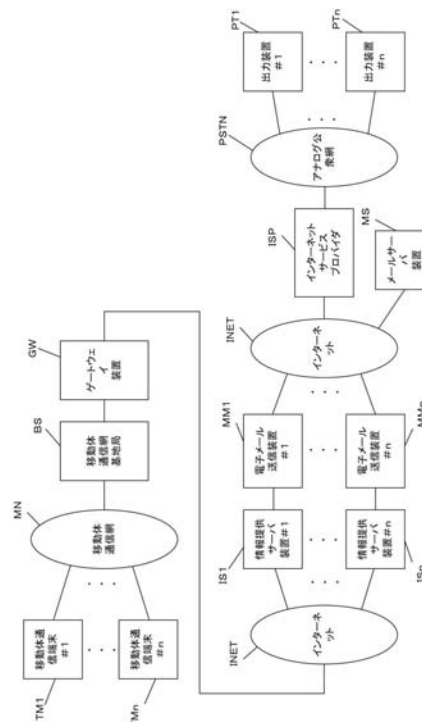 TM1
移動体通
信端末
#1
TMn
移動体通
信端末
#n
MN
移動体
通信網
BS
移動体
通信網
基地局
GW
ゲートウェ
イ
装置
INET
インターネ
ット
IS1
情報提供
サーバ
装置#1
ISn
情報提供
サーバ
装置#n
MM1
電子メール
送信装置
#1
MMn
電子メール
送信装置
#n
INET
インターネ
ット
ISP
インターネット
サービス
プロバイダ
MS
メールサー
バ
装置
PSTN
アナログ公
衆網
PT1
出力装置
#1
PTn
出力装置
#n